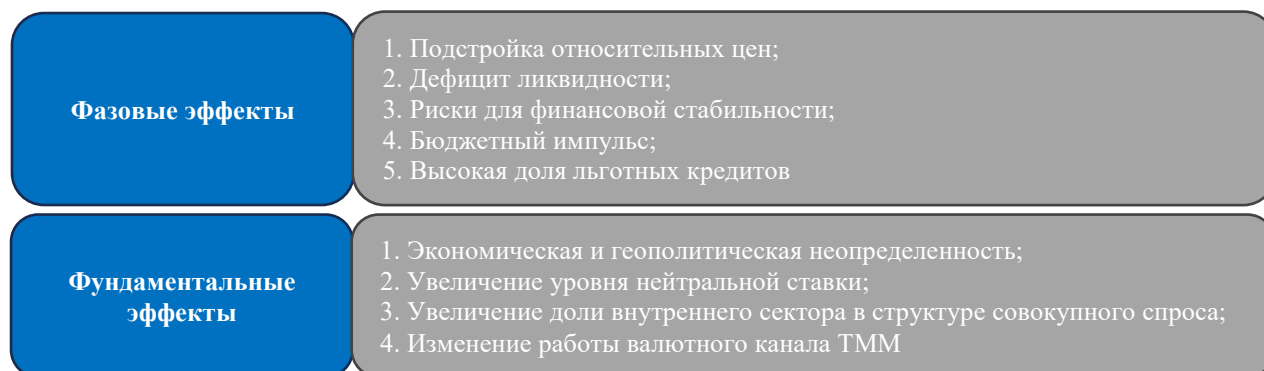 Фазовые эффекты
1. Подстройка относительных цен;
2. Дефицит ликвидности;
3. Риски для финансовой стабильности;
4. Бюджетный импульс;
5. Высокая доля льготных кредитов
Фундаментальные
эффекты
1. Экономическая и геополитическая неопределенность;
2. Увеличение уровня нейтральной ставки;
3. Увеличение доли внутреннего сектора в структуре совокупного спроса;
4. Изменение работы валютного канала ТММ